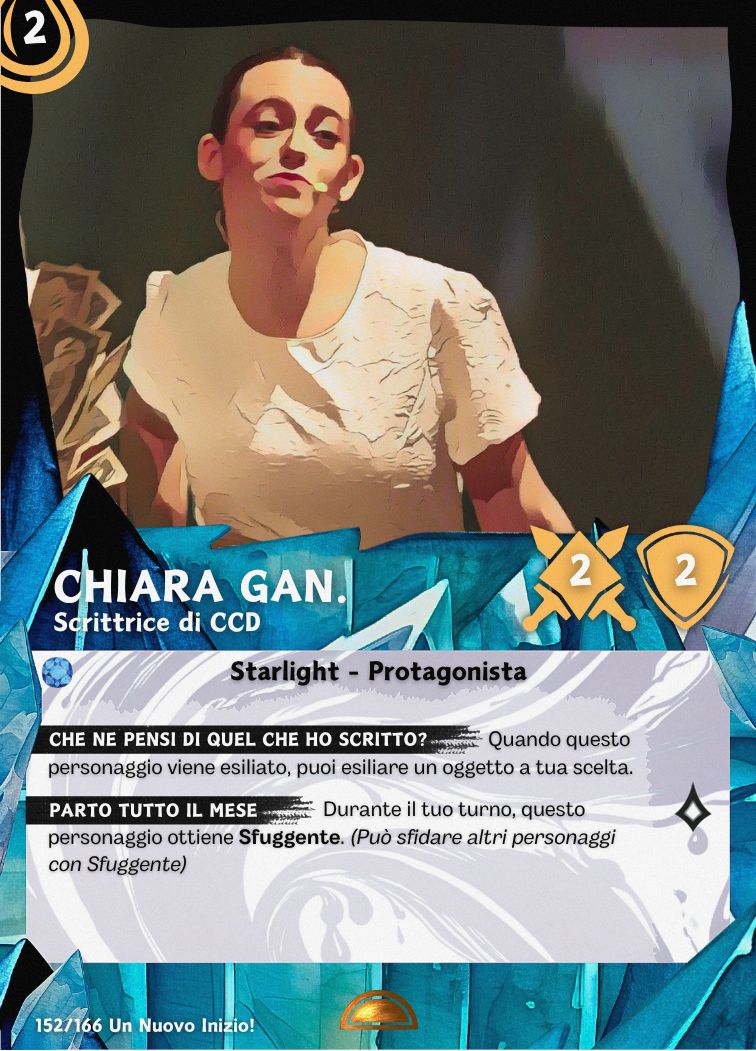 2
CHIARA GAN.
Scrittrice di CCD
2
2
Starlight - Protagonista
CHE NE PENSI DI QUEL CHE HO SCRITTO? Quando questo
personaggio viene esiliato, puoi esiliare un oggetto a tua scelta.
PARTO TUTTO IL MESE Durante il tuo turno, questo
personaggio ottiene Sfuggente. (Può sfidare altri personaggi
con Sfuggente)
152/166 Un Nuovo Inizio!